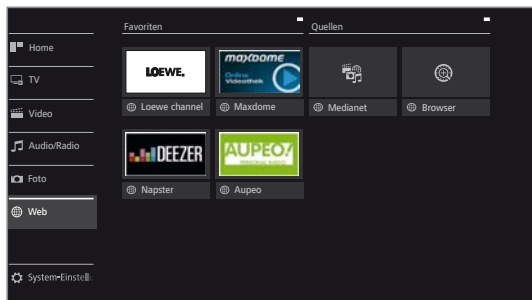 Favoriten
Quellen
Home
TV
Video
Audio/Radio
Foto
Web
System-Einstell
LOEWE.
maxdome
Online
Videothek
Loewe channel
Maxdome
Medianet
Browser
DEEZER
AUPEO!
PERSONAL RADIO
Napster
Aupeo